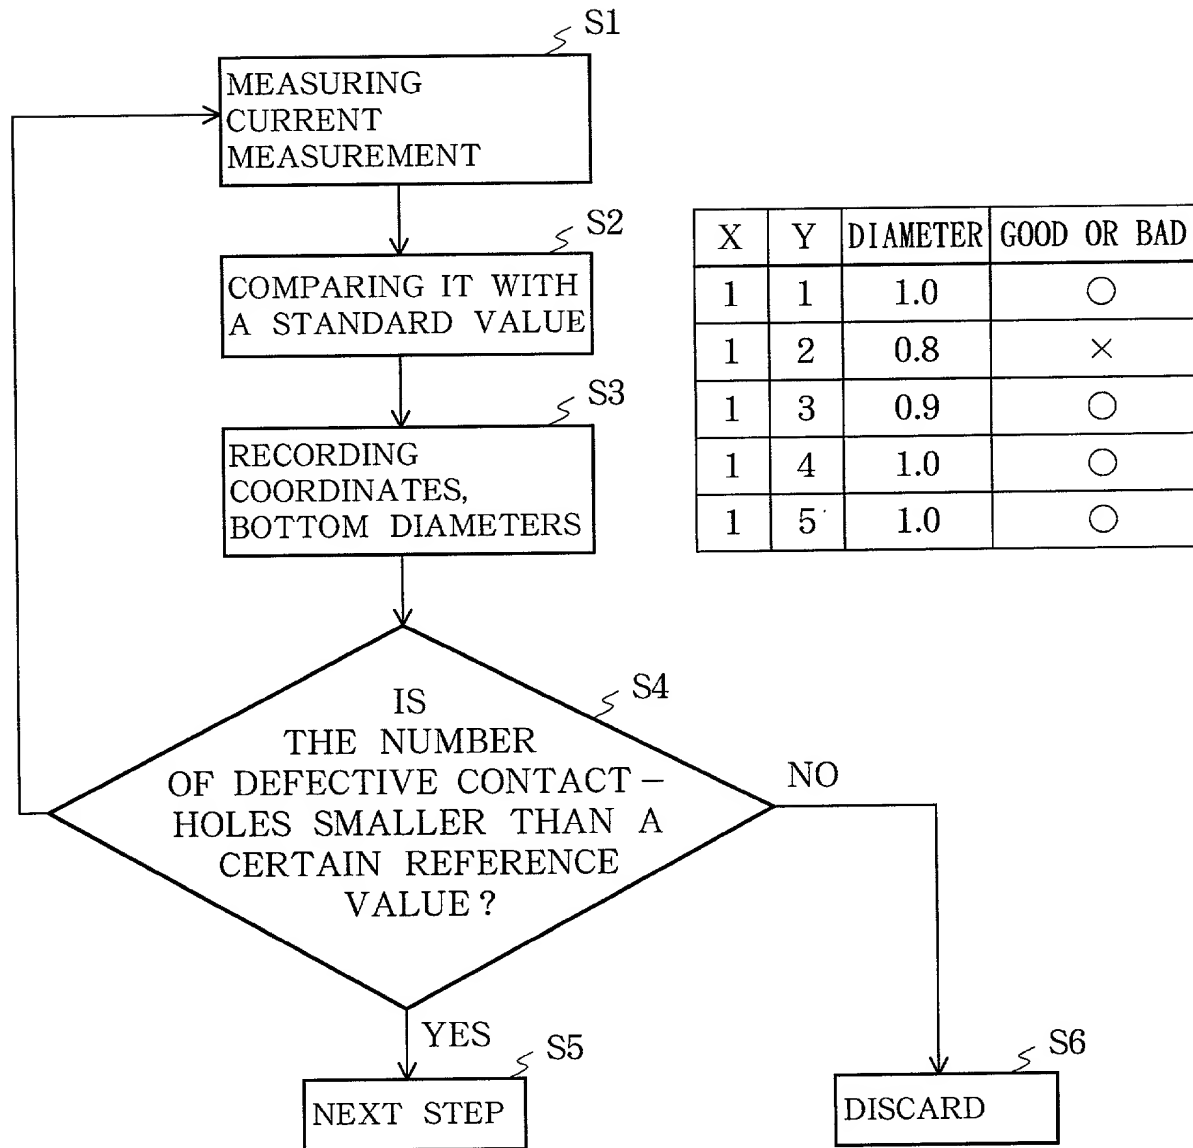 S1
MEASURING
CURRENT
MEASUREMENT
S2
COMPARING IT WITH
A STANDARD VALUE
S3
RECORDING
COORDINATES,
BOTTOM DIAMETERS
S4
IS
THE NUMBER
OF DEFECTIVE CONTACT-
HOLES SMALLER THAN A
CERTAIN REFERENCE
VALUE?
NO
YES
S5
NEXT STEP
S6
DISCARD
X Y DIAMETER GOOD OR BAD
1 1 1.0 ○
1 2 0.8 ×
1 3 0.9 ○
1 4 1.0 ○
1 5 1.0 ○